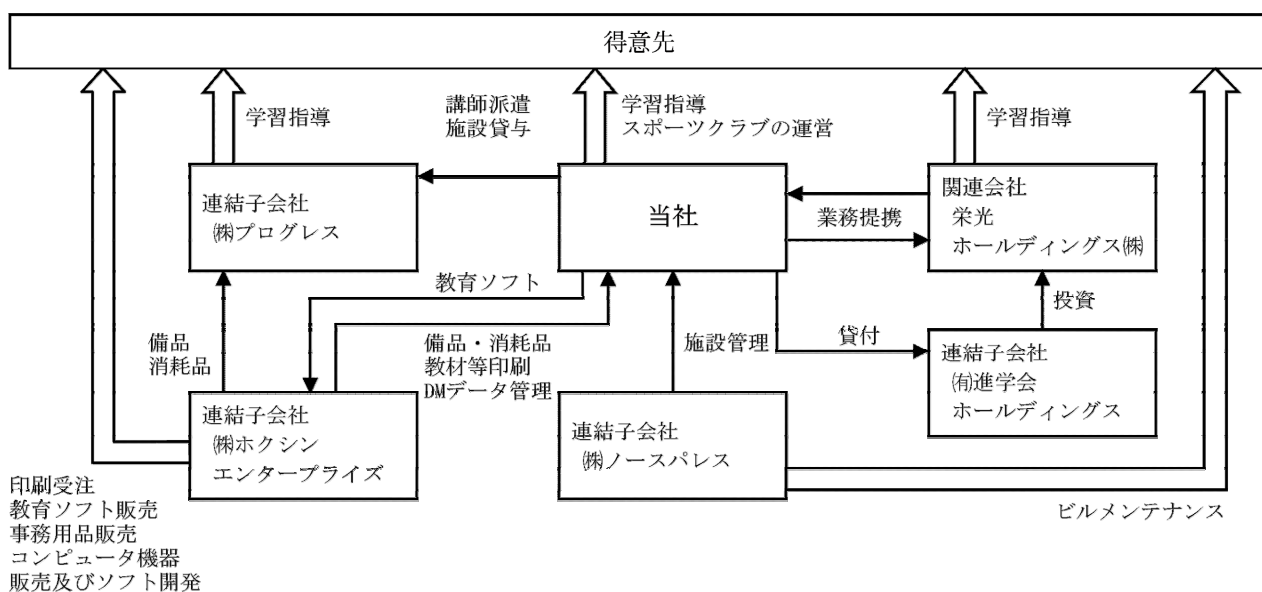 得意先
学習指導
講師派遣
施設貸与
学習指導
スポーツクラブの運営
学習指導
連結子会社
㈱プログレス
当社
関連会社
栄光
ホールディングス㈱
業務提携
教育ソフト
投資
備品
消耗品
備品・消耗品
教材等印刷
DMデータ管理
施設管理
貸付
連結子会社
㈲進学会
ホールディングス
連結子会社
㈱ホクシン
エンタープライズ
連結子会社
㈱ノースパレス
印刷受注
教育ソフト販売
事務用品販売
コンピュータ機器
販売及びソフト開発
ビルメンテナンス